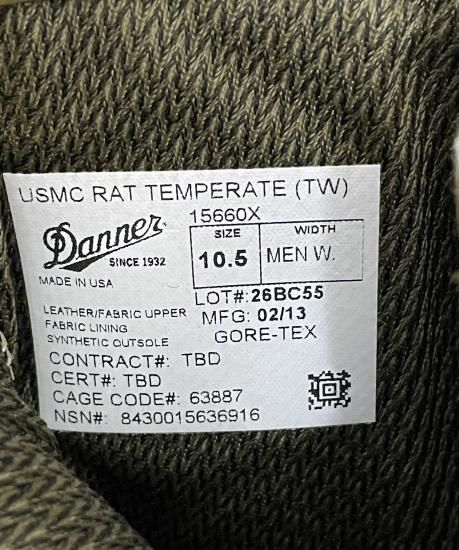 USMC RAT TEMPERATE (TW)
15660X
Danner
SINCE 1932
MADE IN USA
SIZE
10.5
WIDTH
MEN W.
LOT#:26BC55
MFG: 02/13
GORE-TEX
LEATHER/FABRIC UPPER
FABRIC LINING
SYNTHETIC OUTSOLE
CONTRACT#: TBD
CERT#: TBD
CAGE CODE#: 63887
NSN#: 8430015636916